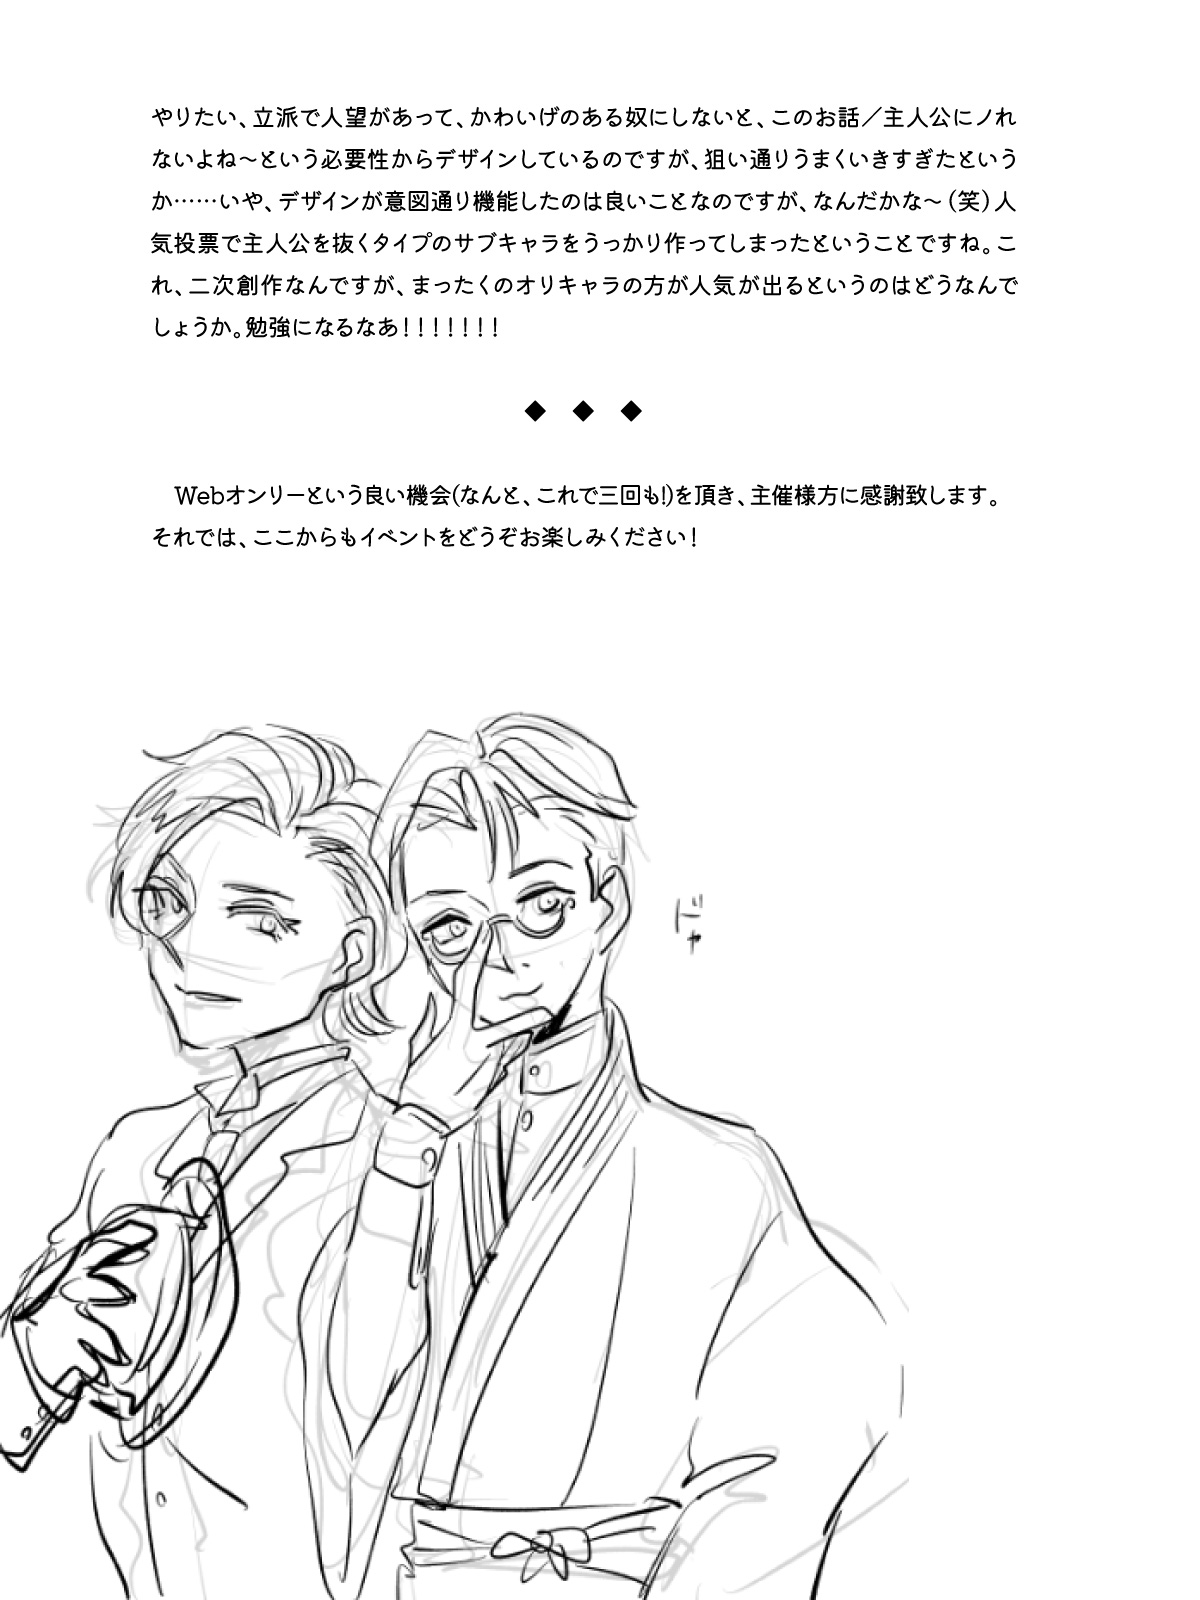 やりたい、立派で人望があって、かわいげのある奴にしないと、このお話／主人公にノれ
ないよね～という必要性からデザインしているのですが、狙い通りうまくいきすぎたという
か……いや、デザインが意図通り機能したのは良いことなのですが、なんだかな～（笑）人
気投票で主人公を抜くタイプのサブキャラをうっかり作ってしまったということですね。こ
れ、二次創作なんですが、まったくのオリキャラの方が人気が出るというのはどうなんで
しょうか。勉強になるなあ！！！！！！！
◆ ◆ ◆
Webオンリーという良い機会(なんと、これで三回も!)を頂き、主催様方に感謝致します。
それでは、ここからもイベントをどうぞお楽しみください！
ドャ